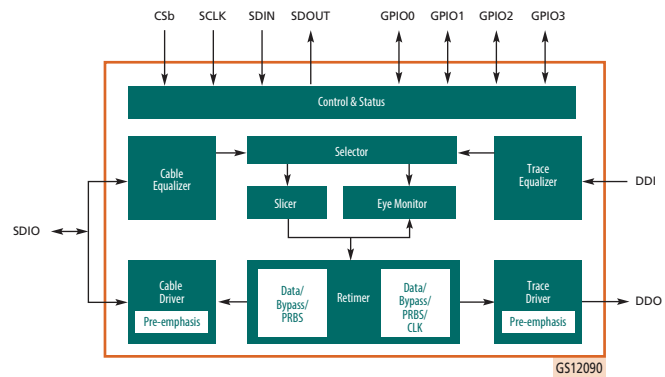 CSb SCLK SDIN SDOUT GPIO0 GPIO1 GPIO2 GPIO3
Control & Status
Cable
Equalizer
Selector
Trace
Equalizer
DDI
Slicer
Eye Monitor
SDIO
Cable
Driver
Pre-emphasis
Data/
Bypass/
PRBS
Retimer
Data/
Bypass/
PRBS/
CLK
Trace
Driver
Pre-emphasis
DDO
GS12090